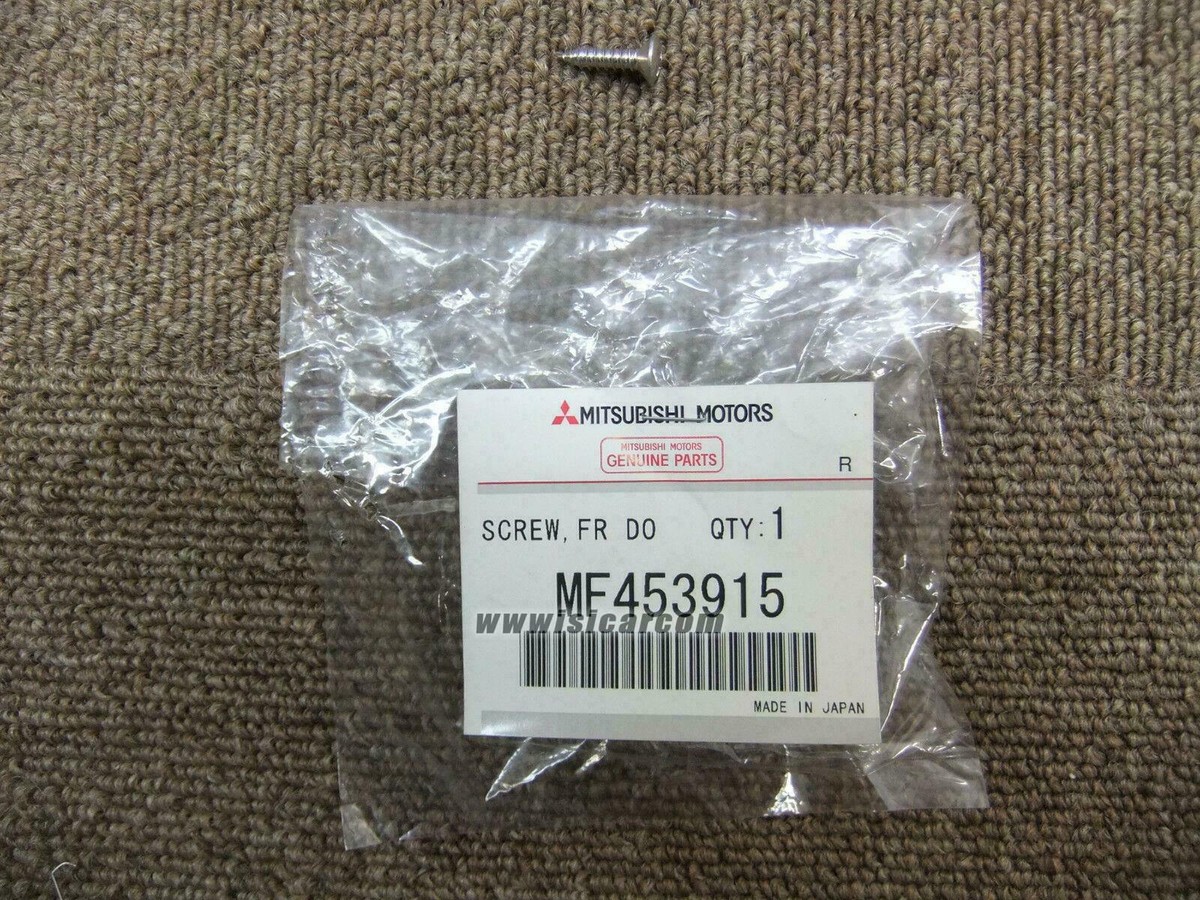 MITSUBISHI MOTORS
MITSUBISHI MOTORS
GENUINE PARTS
R
SCREW, FR DO QTY:1
MF453915
www.isicar.com
MADE IN JAPAN